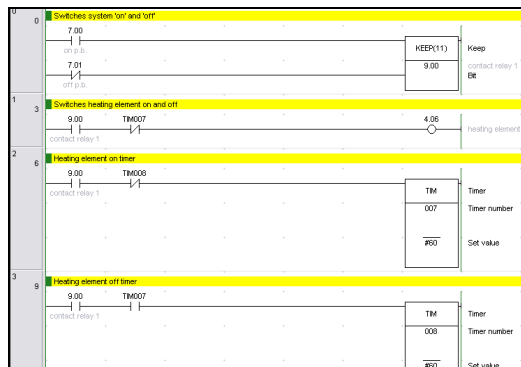 0
0
Switches system 'on' and 'off'
7.00
on p.b.
KEEP(11)
Keep
7.01
off p.b.
9.00
contact relay 1
Bit
1
3
Switches heating element on and off
9.00
TIM007
4.06
contact relay 1
heating element
2
6
Heating element on timer
9.00
TIM008
contact relay 1
TIM
Timer
007
Timer number
#60
Set value
3
9
Heating element off timer
9.00
TIM007
contact relay 1
TIM
Timer
008
Timer number
#60
Set value